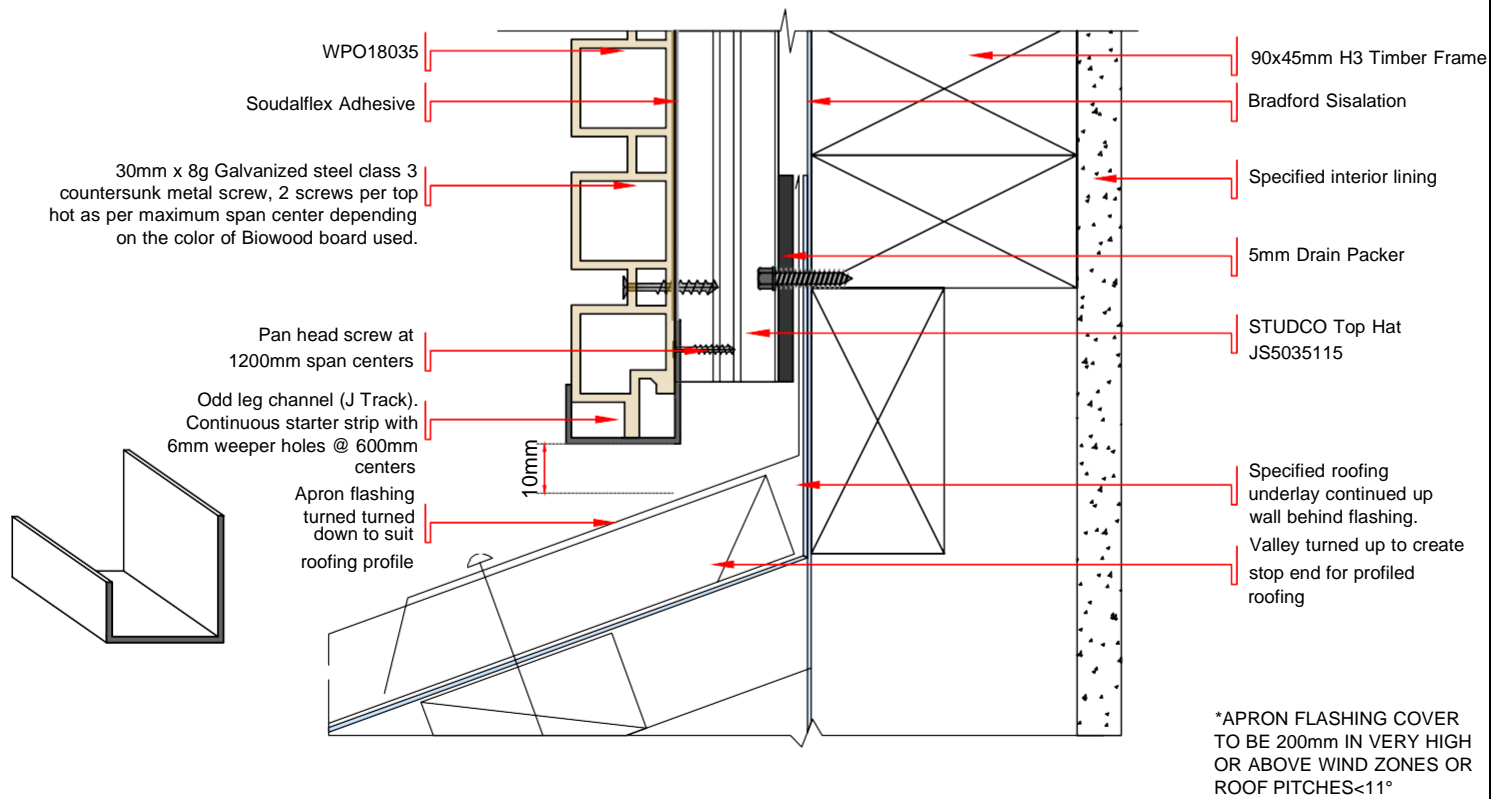 WPO18035
Soudalflex Adhesive
30mm x 8g Galvanized steel class 3
countersunk metal screw, 2 screws per top
hot as per maximum span center depending
on the color of Biowood board used.
Pan head screw at
1200mm span centers
Odd leg channel (J Track).
Continuous starter strip with
6mm weeper holes @ 600mm
centers
Apron flashing
turned turned
down to suit
roofing profile
10mm
90x45mm H3 Timber Frame
Bradford Sisalation
Specified interior lining
5mm Drain Packer
STUDCO Top Hat
JS5035115
Specified roofing
underlay continued up
wall behind flashing.
Valley turned up to create
stop end for profiled
roofing
*APRON FLASHING COVER
TO BE 200mm IN VERY HIGH
OR ABOVE WIND ZONES OR
ROOF PITCHES<11°